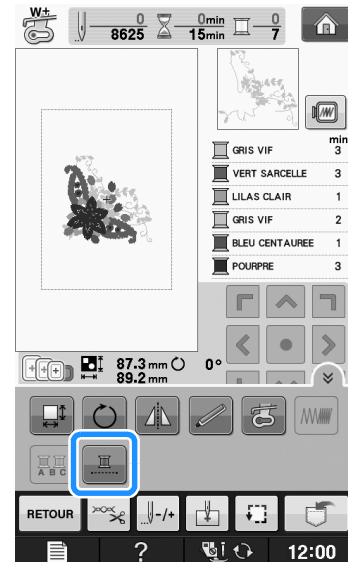 W+
0
8625
0min
15min
0
7
min
GRIS VIF 3
VERT SARCELLE 3
LILAS CLAIR 1
GRIS VIF 2
BLEU CENTAUREE 1
POURPRE 3
87.3 mm 0°
89.2 mm
A B C
RETOUR
-/+
?
12:00